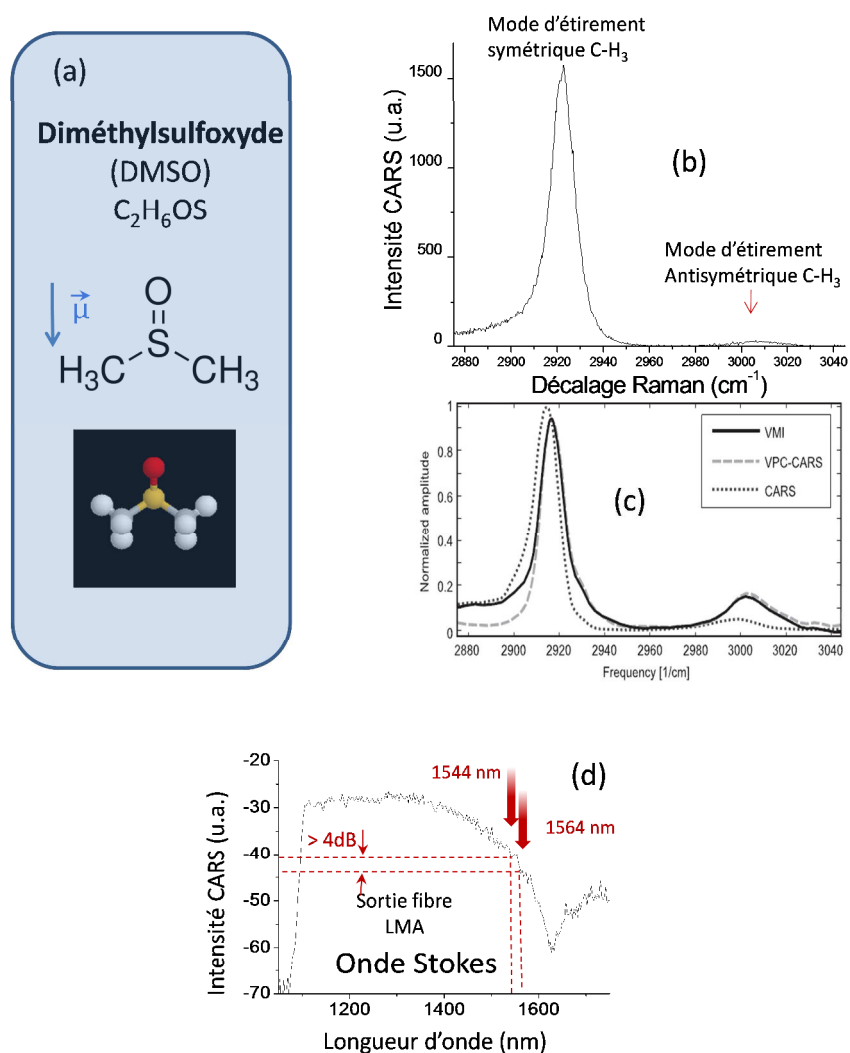 (a)
Diméthylsulfoxyde
(DMSO)
C₂H₆OS
μ
O
S
H₃C
CH₃
Mode d'étirement
symétrique C-H₃
Intensité CARS (u.a.)
1500
1000
500
0
(b)
Mode d'étirement
Antisymétrique C-H₃
2880 2900 2920 2940 2960 2980 3000 3020 3040
Décalage Raman (cm⁻¹)
Normalized amplitude
1
0.8
0.6
0.4
0.2
0
(c)
VMI
VPC-CARS
CARS
2880 2900 2920 2940 2960 2980 3000 3020 3040
Frequency [1/cm]
Intensité CARS (u.a.)
-20
-30
-40
-50
-60
-70
1544 nm
(d)
1564 nm
> 4dB
Sortie fibre
LMA
Onde Stokes
1200 1400 1600
Longueur d'onde (nm)